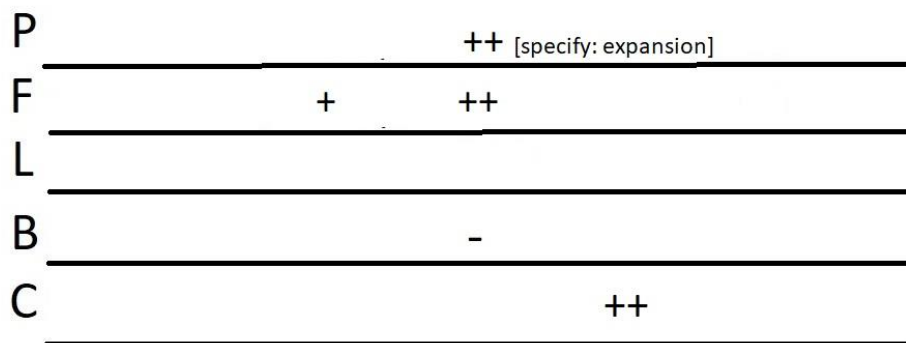 P ++ [specify: expansion]
F + ++
L
B -
C ++